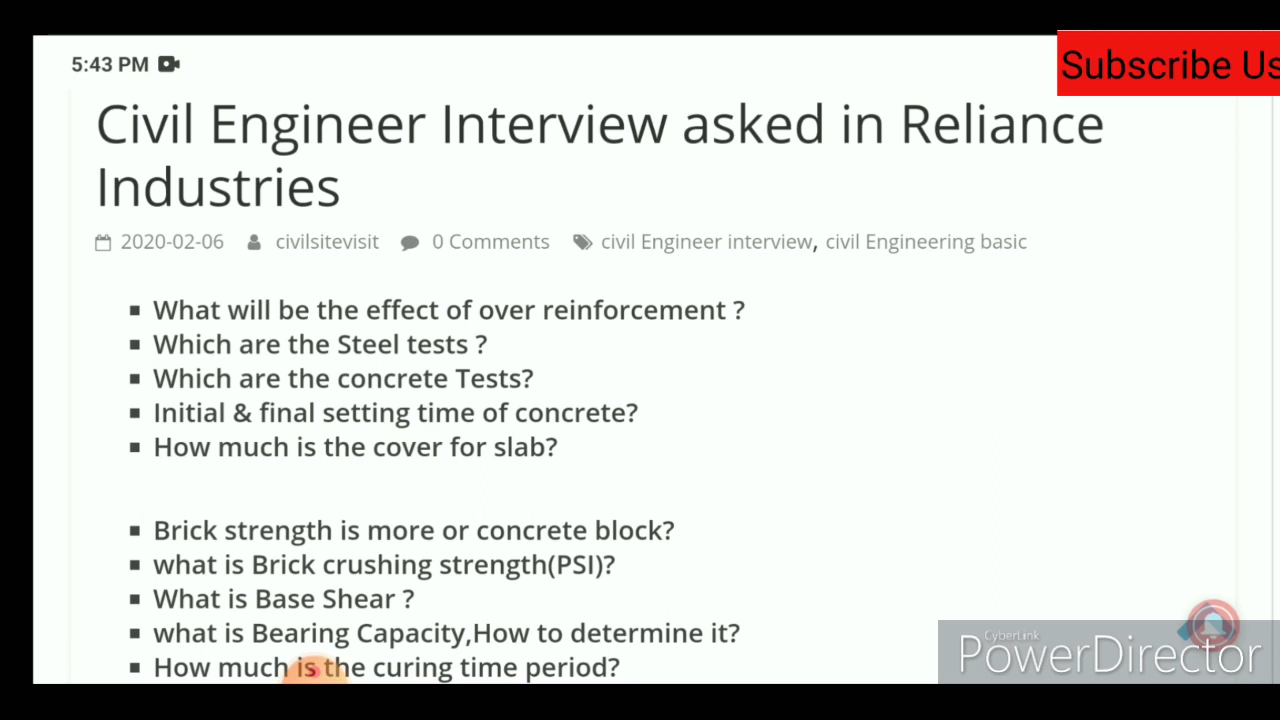 5:43 PM
Subscribe Us
Civil Engineer Interview asked in Reliance
Industries
2020-02-06 civilsitevisit 0 Comments civil Engineer interview, civil Engineering basic
What will be the effect of over reinforcement ?
Which are the Steel tests ?
Which are the concrete Tests?
Initial & final setting time of concrete?
How much is the cover for slab?
Brick strength is more or concrete block?
what is Brick crushing strength(PSI)?
What is Base Shear ?
what is Bearing Capacity,How to determine it?
How much is the curing time period?
CyberLink
PowerDirector